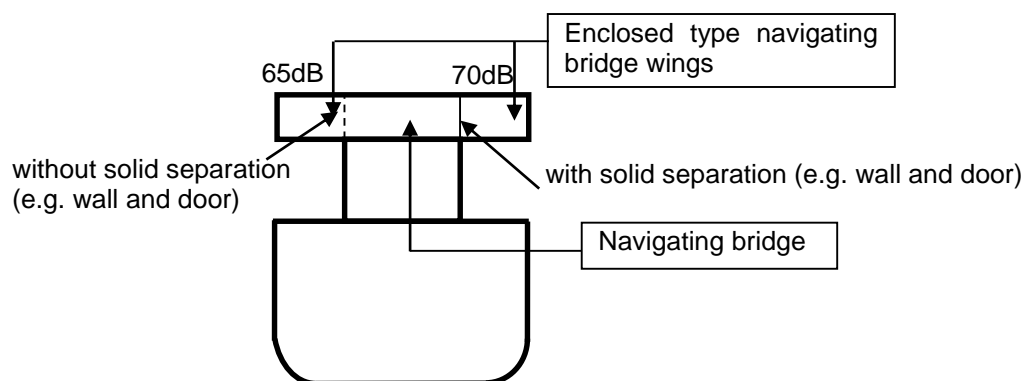 Enclosed type navigating
bridge wings
65dB
70dB
without solid separation
(e.g. wall and door)
with solid separation (e.g. wall and door)
Navigating bridge